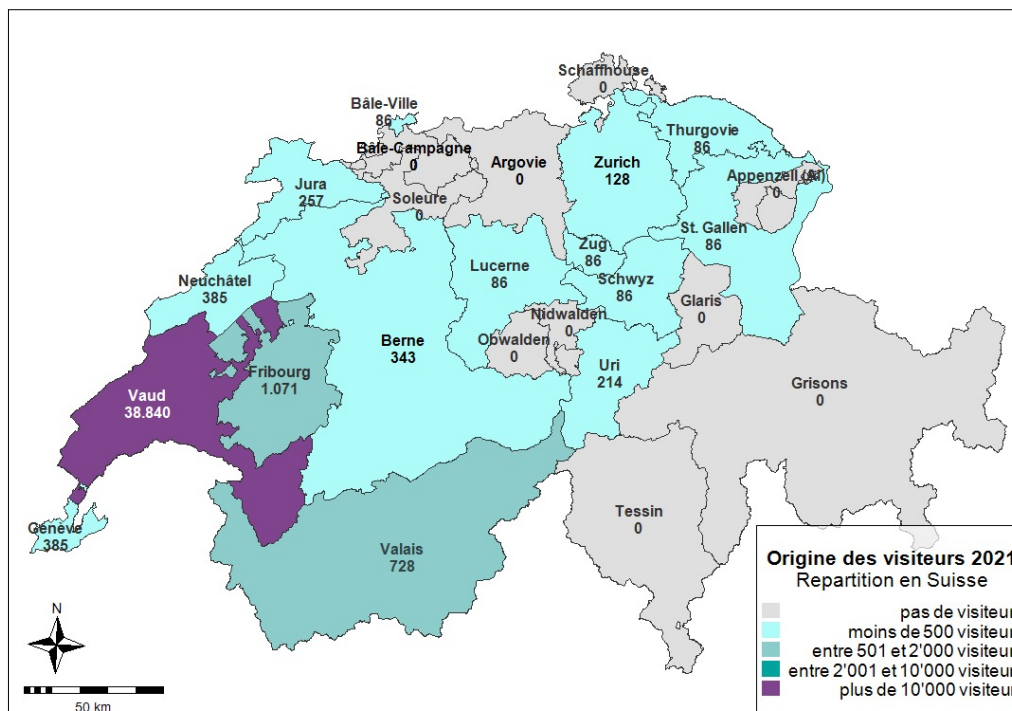 Schaffhouse
0
Bâle-Ville
86
Bâle-Campagne
0
Argovie
0
Zurich
128
Thurgovie
86
Appenzell (AI)
0
Jura
257
Soleure
0
St. Gallen
86
Zug
86
Lucerne
86
Schwyz
86
Neuchâtel
385
Glaris
0
Nidwalden
0
Obwalden
0
Berne
343
Uri
214
Fribourg
1.071
Grisons
0
Vaud
38.840
Tessin
0
Genève
385
Valais
728
N
50 km
Origine des visiteurs 2021
Repartition en Suisse
pas de visiteur
moins de 500 visiteur
entre 501 et 2'000 visiteur
entre 2'001 et 10'000 visiteur
plus de 10'000 visiteur